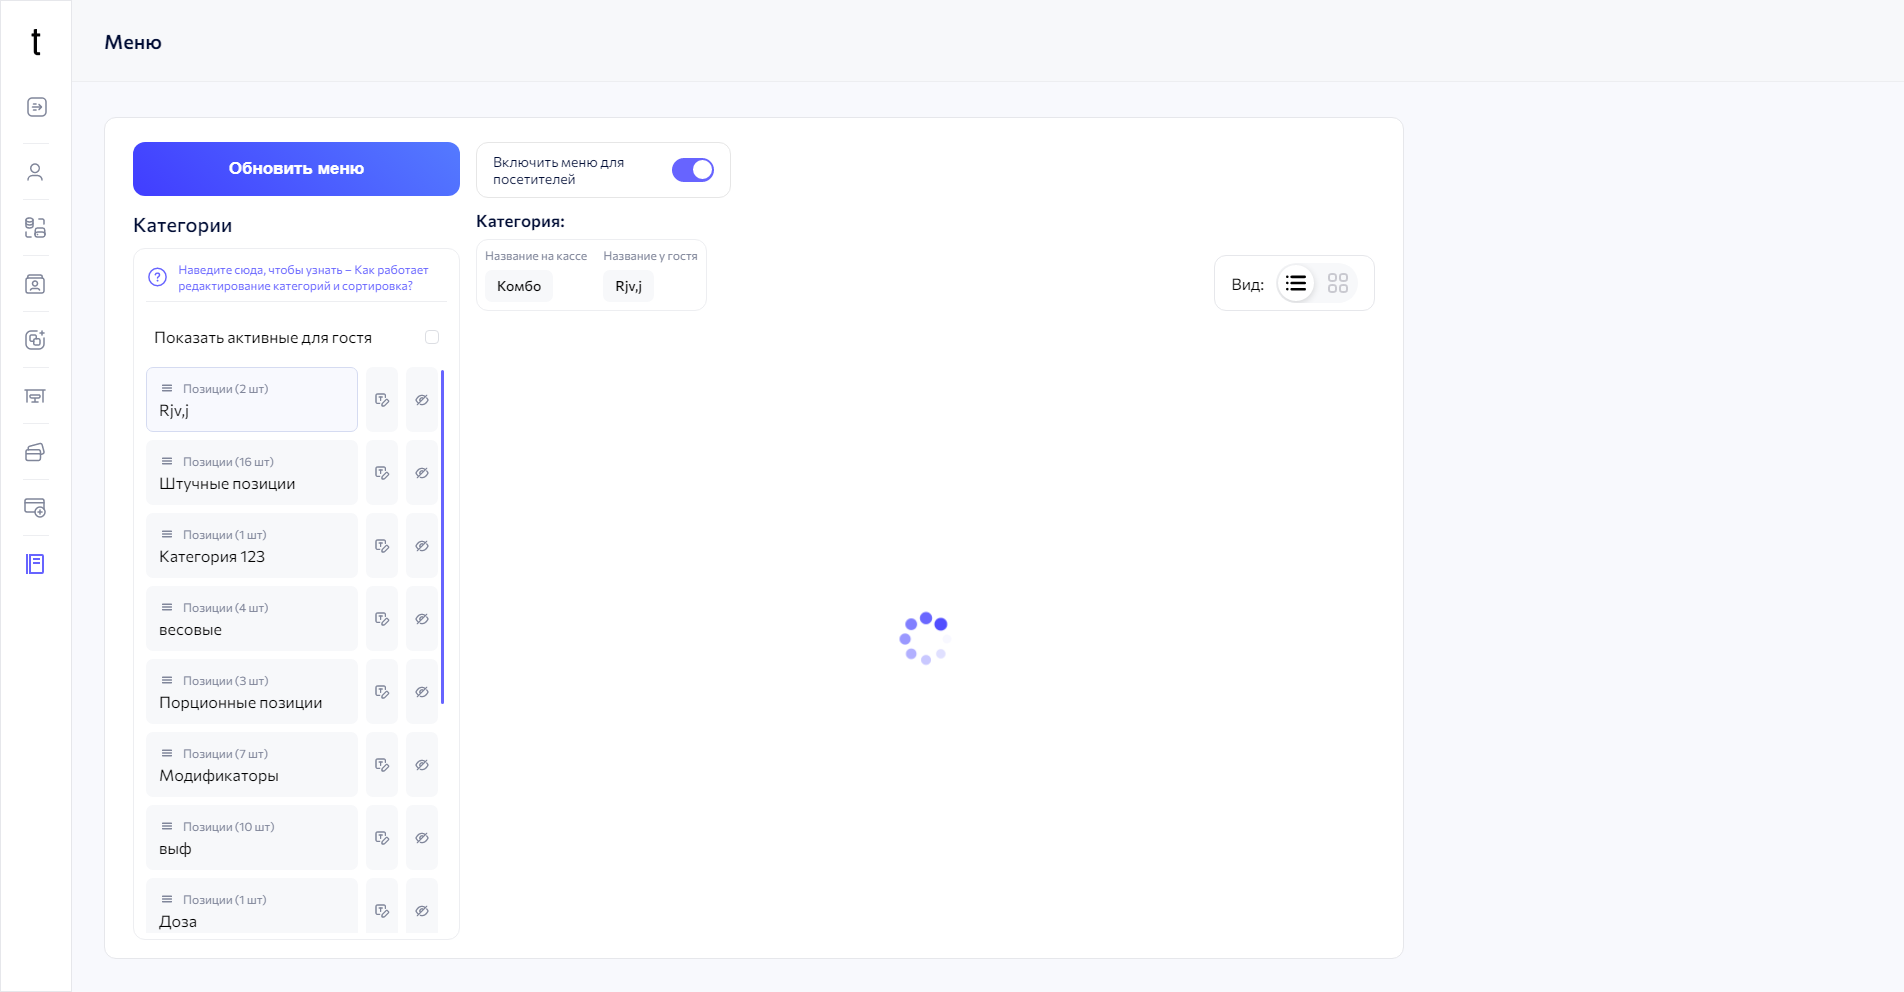 t
Меню
Обновить меню
Включить меню для
посетителей
Категории
Наведите сюда, чтобы узнать – Как работает
редактирование категорий и сортировка?
Показать активные для гостя
Позиции (2 шт)
Rjv,j
Позиции (16 шт)
Штучные позиции
Позиции (1 шт)
Категория 123
Позиции (4 шт)
весовые
Позиции (3 шт)
Порционные позиции
Позиции (7 шт)
Модификаторы
Позиции (10 шт)
выф
Позиции (1 шт)
Доза
Категория:
Название на кассе
Комбо
Название у гостя
Rjv,j
Вид: